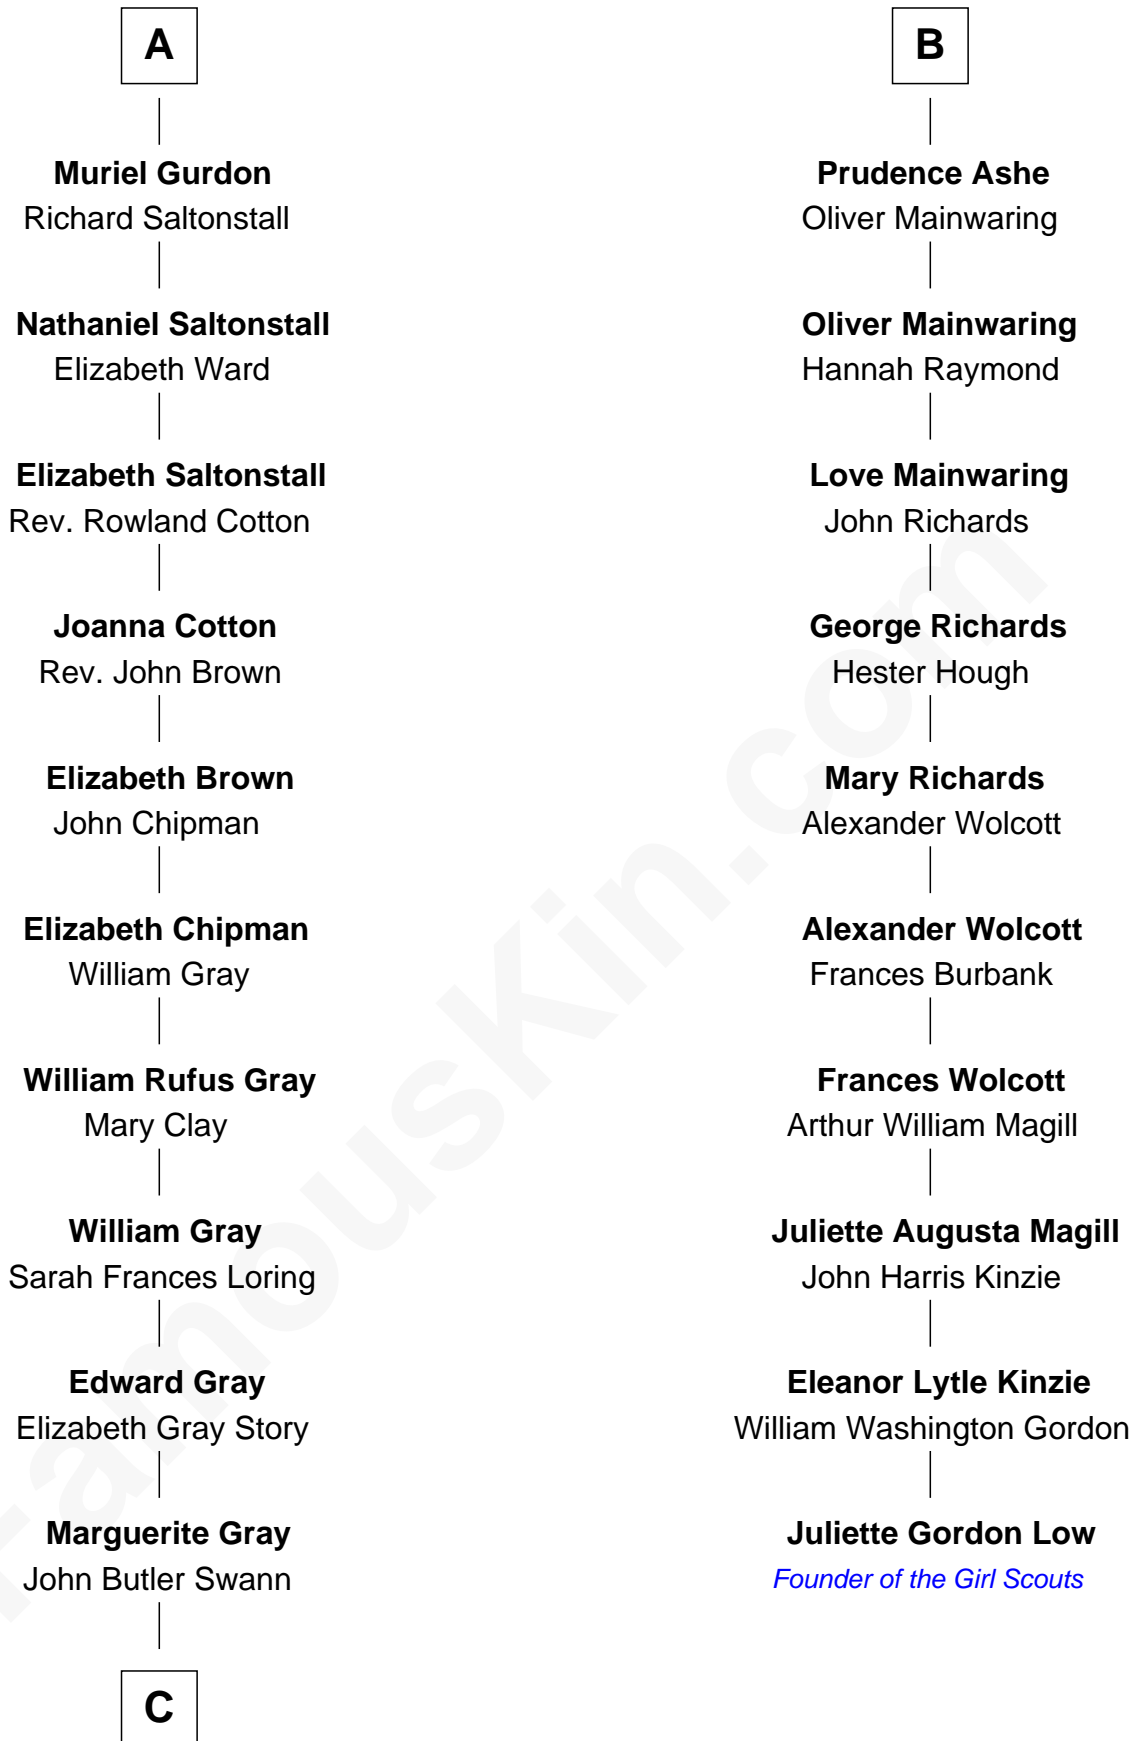 A
Muriel Gurdon
Richard Saltonstall
Nathaniel Saltonstall
Elizabeth Ward
Elizabeth Saltonstall
Rev. Rowland Cotton
Joanna Cotton
Rev. John Brown
Elizabeth Brown
John Chipman
Elizabeth Chipman
William Gray
William Rufus Gray
Mary Clay
William Gray
Sarah Frances Loring
Edward Gray
Elizabeth Gray Story
Marguerite Gray
John Butler Swann
C
B
Prudence Ashe
Oliver Mainwaring
Oliver Mainwaring
Hannah Raymond
Love Mainwaring
John Richards
George Richards
Hester Hough
Mary Richards
Alexander Wolcott
Alexander Wolcott
Frances Burbank
Frances Wolcott
Arthur William Magill
Juliette Augusta Magill
John Harris Kinzie
Eleanor Lytle Kinzie
William Washington Gordon
Juliette Gordon Low
Founder of the Girl Scouts
FamousKin.com